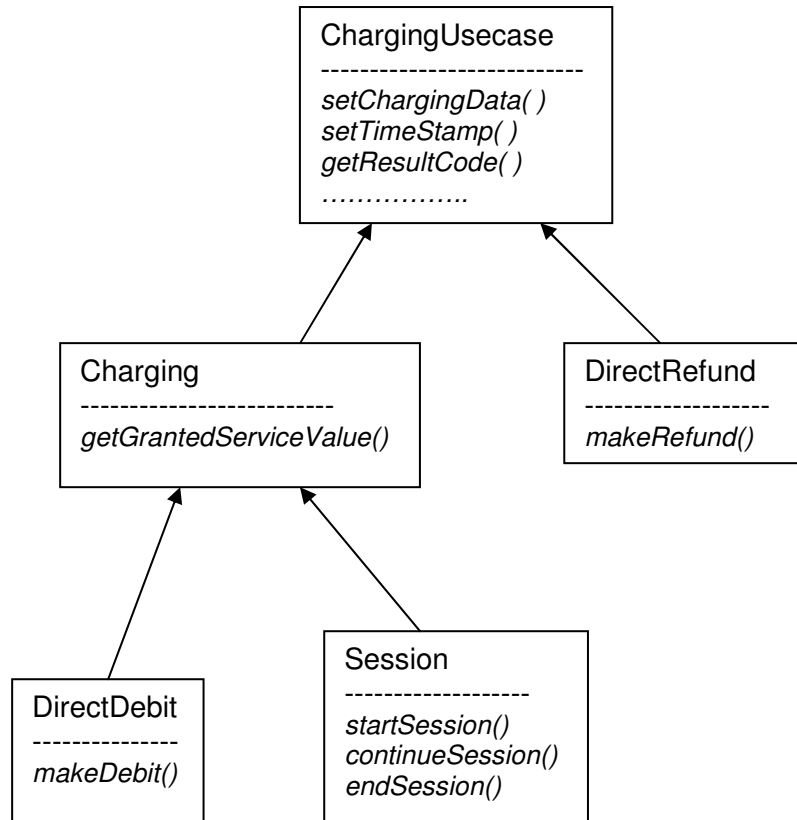 ChargingUsecase
---------------------------
setChargingData( )
setTimeStamp( )
getResultCode( )
……………..
Charging
--------------------------
getGrantedServiceValue()
DirectRefund
-------------------
makeRefund()
DirectDebit
---------------
makeDebit()
Session
-------------------
startSession()
continueSession()
endSession()